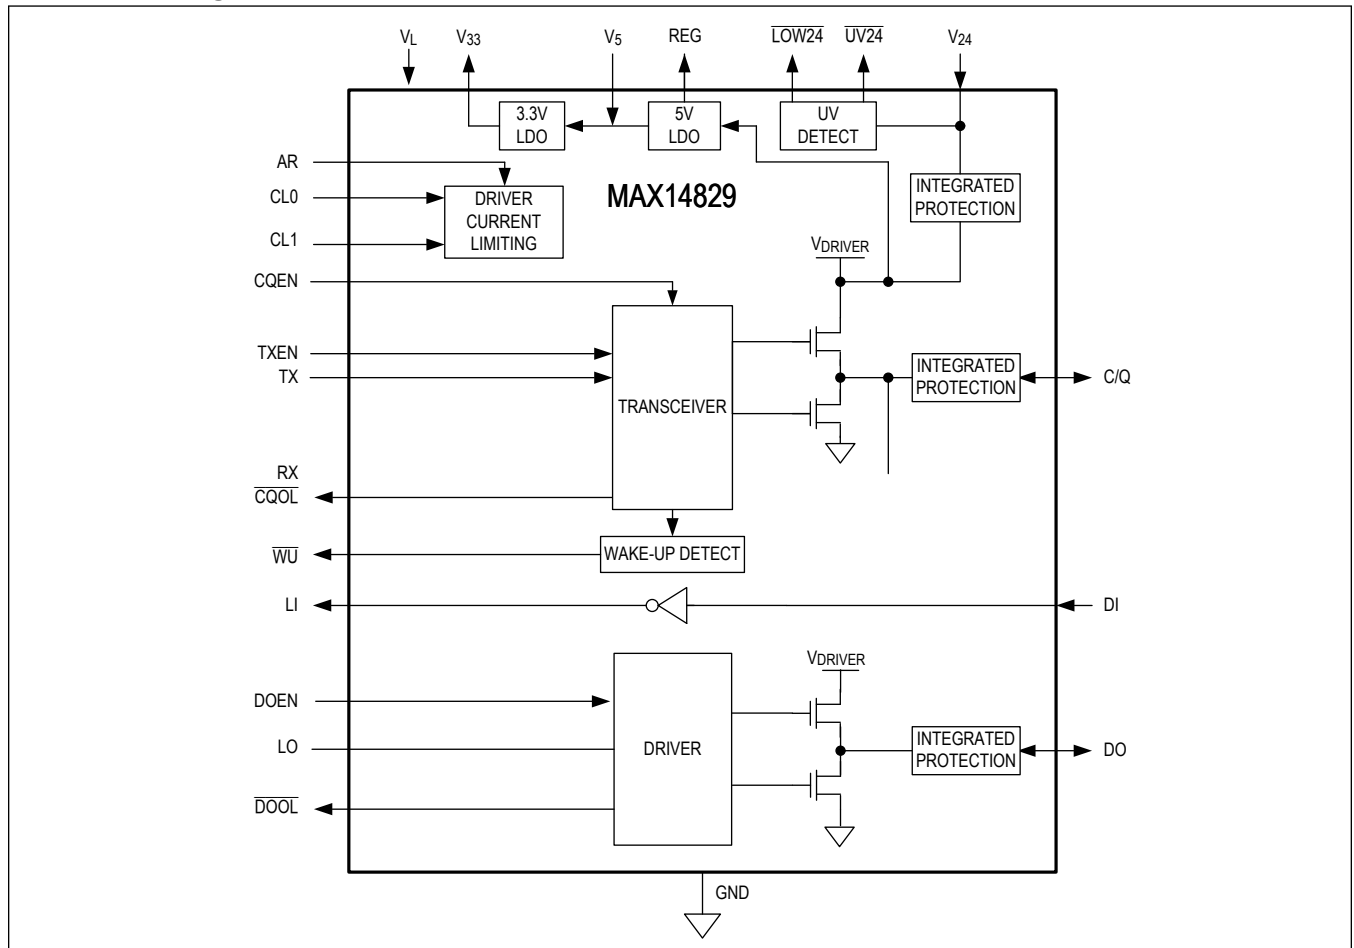 VL V33 V5 REG LOW24 UV24 V24
3.3V
LDO
5V
LDO
UV
DETECT
AR
CL0
CL1
DRIVER
CURRENT
LIMITING
MAX14829
INTEGRATED
PROTECTION
VDRIVER
CQEN
TXEN
TX
TRANSCEIVER
INTEGRATED
PROTECTION
C/Q
RX
CQOL
WU
WAKE-UP DETECT
LI
DI
VDRIVER
DOEN
LO
DRIVER
INTEGRATED
PROTECTION
DO
DOOL
GND